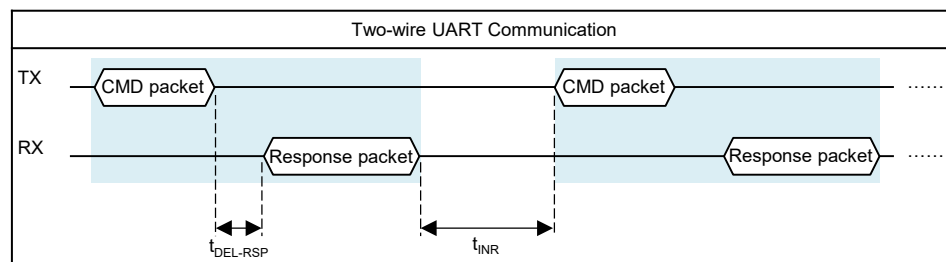 Two-wire UART Communication
TX CMD packet CMD packet ......
RX Response packet Response packet ......
tDEL-RSP tINR